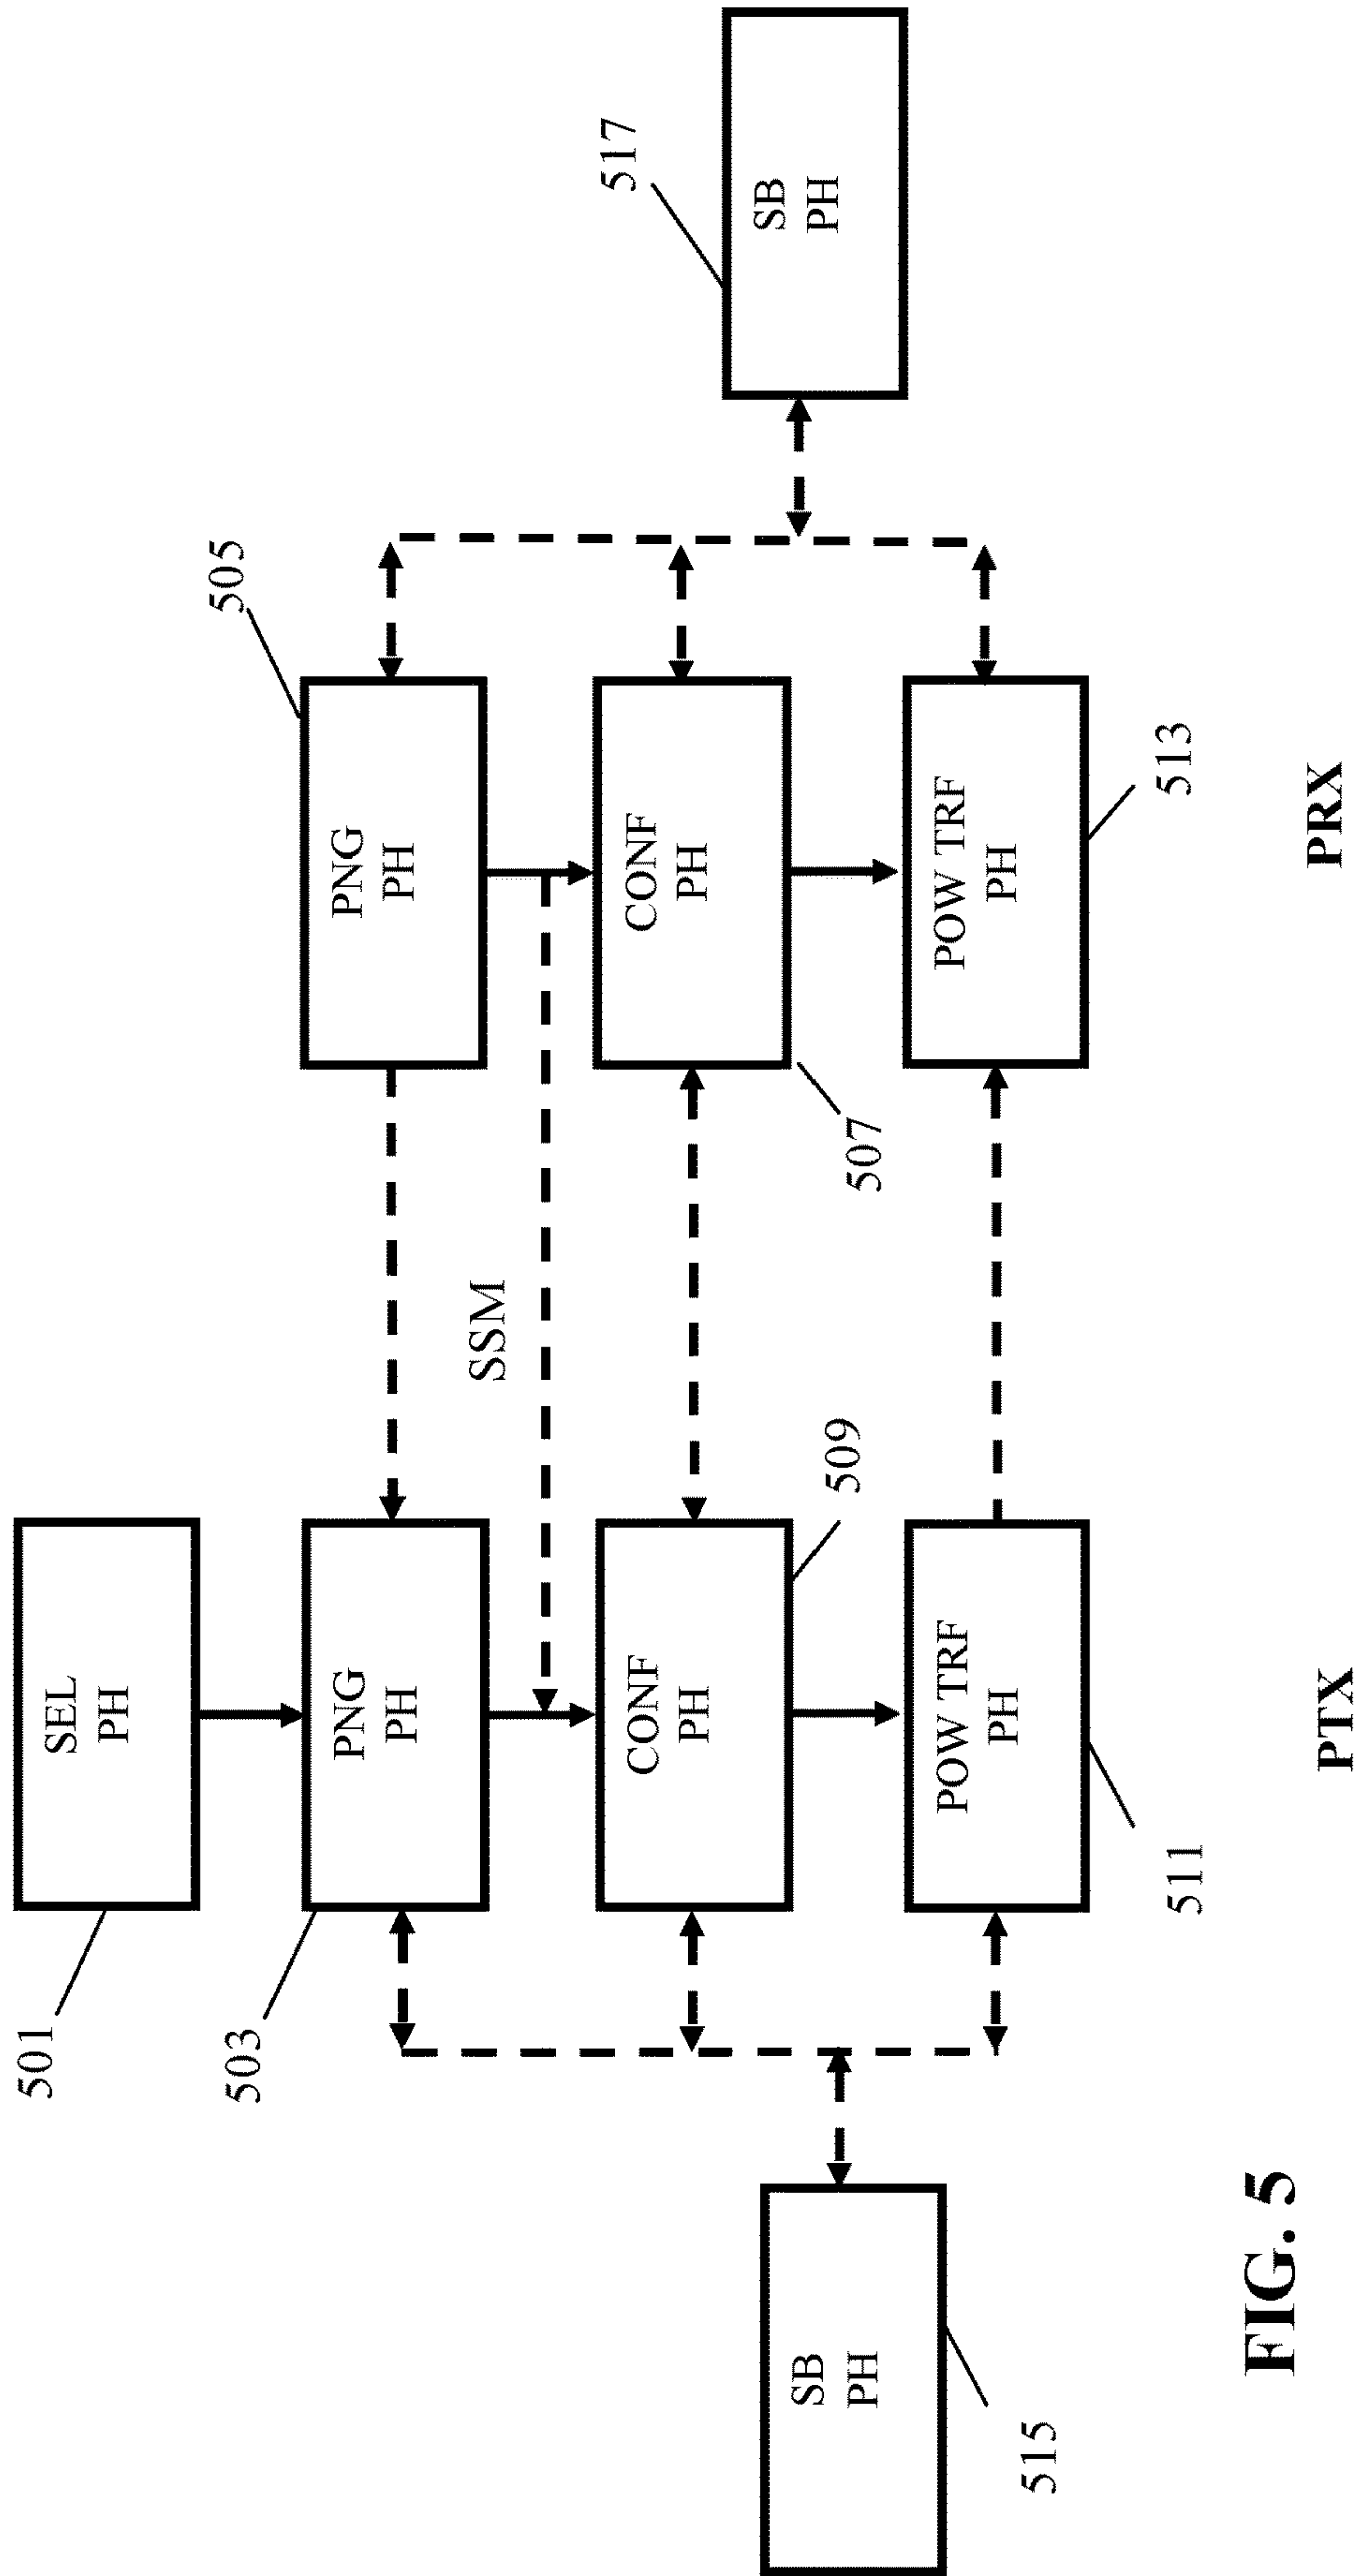 501
SEL
PH
503
PNG
PH
505
PNG
PH
SSM
515
SB
PH
CONF
PH
509
CONF
PH
507
517
SB
PH
POW TRF
PH
511
POW TRF
PH
513
FIG. 5
PTX
PRX